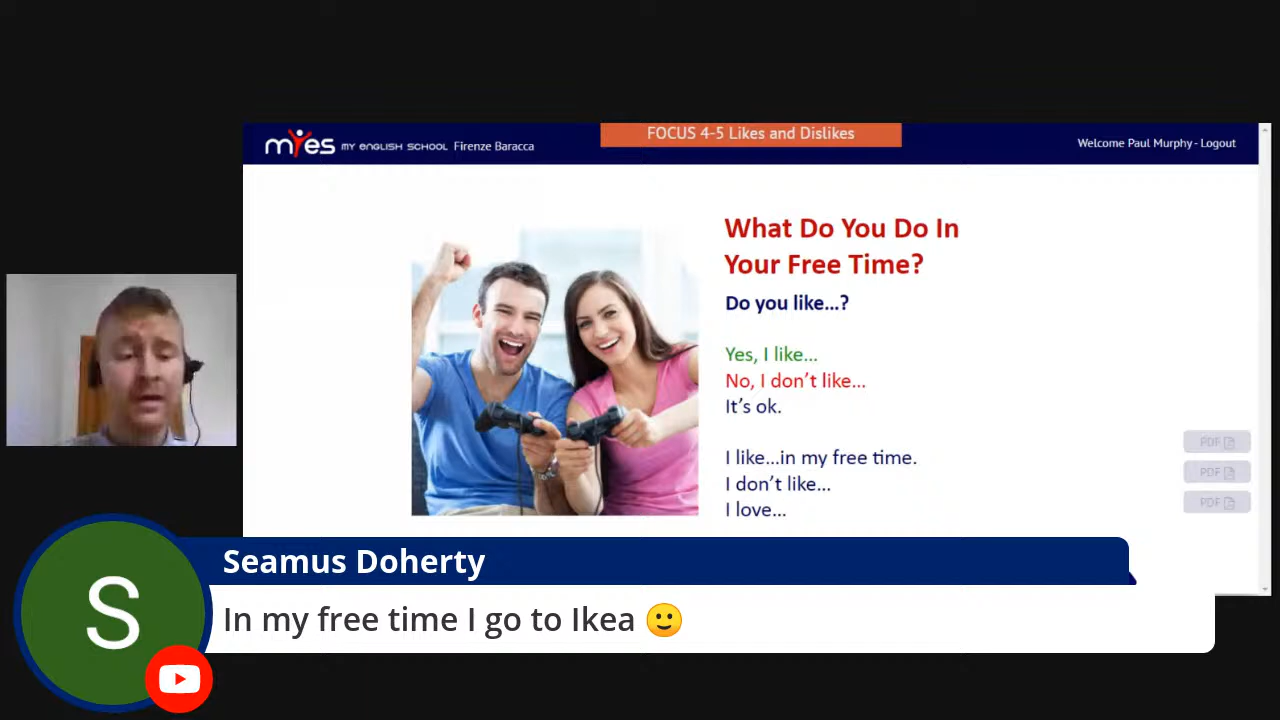 FOCUS 4-5 Likes and Dislikes
myes MY ENGLISH SCHOOL Firenze Baracca
Welcome Paul Murphy - Logout
What Do You Do In
Your Free Time?
Do you like...?
Yes, I like...
No, I don't like...
It's ok.
I like...in my free time.
I don't like...
I love...
PDF
PDF
PDF
Seamus Doherty
S
In my free time I go to Ikea 🙂